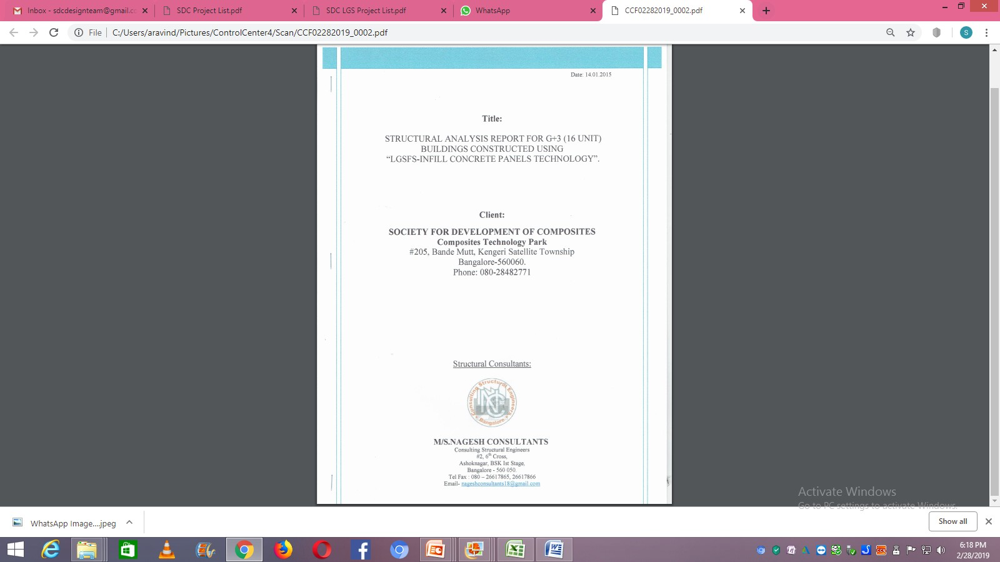 Inbox - sdcdesignteam@gmail.c
SDC Project List.pdf
SDC LGS Project List.pdf
WhatsApp
CCF02282019_0002.pdf
File
C:/Users/aravind/Pictures/ControlCenter4/Scan/CCF02282019_0002.pdf
S
Date: 14.01.2015
Title:
STRUCTURAL ANALYSIS REPORT FOR G+3 (16 UNIT)
BUILDINGS CONSTRUCTED USING
“LGSFS-INFILL CONCRETE PANELS TECHNOLOGY”.
Client:
SOCIETY FOR DEVELOPMENT OF COMPOSITES
Composites Technology Park
#205, Bande Mutt, Kengeri Satellite Township
Bangalore-560060.
Phone: 080-28482771
Structural Consultants:
Consulting Structural Engineers
NC
Bangalore
M/S.NAGESH CONSULTANTS
Consulting Structural Engineers
#2, 6th Cross,
Ashoknagar, BSK Ist Stage,
Bangalore - 560 050.
Tel Fax : 080 – 26617865, 26617866
Email- nageshconsultants18@gmail.com
Activate Windows
Go to PC settings to activate Windows.
WhatsApp Image....jpeg
Show all
6:18 PM
2/28/2019